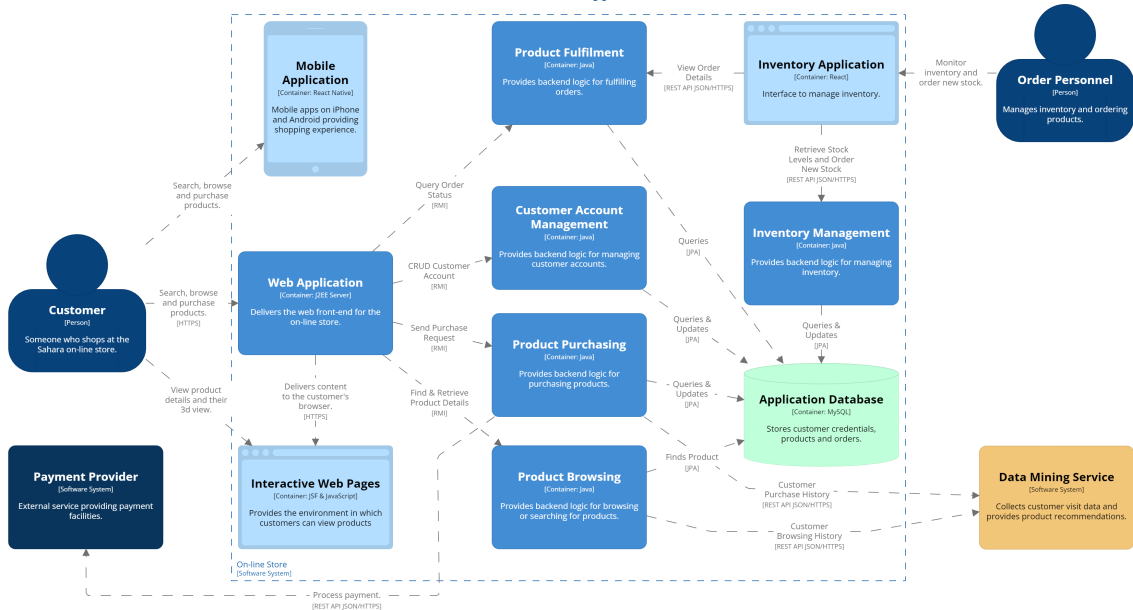 Mobile
Application
[Container: React Native]
Mobile apps on iPhone
and Android providing
shopping experience.
Product Fulfilment
[Container: Java]
Provides backend logic for fulfilling
orders.
View Order
Details
[REST API JSON/HTTPS]
Inventory Application
[Container: React]
Interface to manage inventory.
Monitor
inventory and
order new stock.
Order Personnel
[Person]
Manages inventory and ordering
products.
Search, browse
and purchase
products.
Query Order
Status
[RMI]
Retrieve Stock
Levels and Order
New Stock
[REST API JSON/HTTPS]
Customer Account
Management
[Container: Java]
Provides backend logic for managing
customer accounts.
Queries
[JPA]
Inventory Management
[Container: Java]
Provides backend logic for managing
inventory.
Customer
[Person]
Someone who shops at the
Sahara on-line store.
Search, browse
and purchase
products.
[HTTPS]
Web Application
[Container: J2EE Server]
Delivers the web front-end for the
on-line store.
CRUD Customer
Account
[RMI]
Send Purchase
Request
[RMI]
Product Purchasing
[Container: Java]
Provides backend logic for
purchasing products.
Queries &
Updates
[JPA]
Queries &
Updates
[JPA]
View product
details and their
3d view.
Delivers content
to the customer's
browser.
[HTTPS]
Find & Retrieve
Product Details
[RMI]
Queries &
Updates
[JPA]
Application Database
[Container: MySQL]
Stores customer credentials,
products and orders.
Payment Provider
[Software System]
External service providing payment
facilities.
Interactive Web Pages
[Container: JSF & JavaScript]
Provides the environment in which
customers can view products
Product Browsing
[Container: Java]
Provides backend logic for browsing
or searching for products.
Finds Product
[JPA]
Customer
Purchase History
[REST API JSON/HTTPS]
Customer
Browsing History
[REST API JSON/HTTPS]
Data Mining Service
[Software System]
Collects customer visit data and
provides product recommendations.
On-line Store
[Software System]
Process payment.
[REST API JSON/HTTPS]